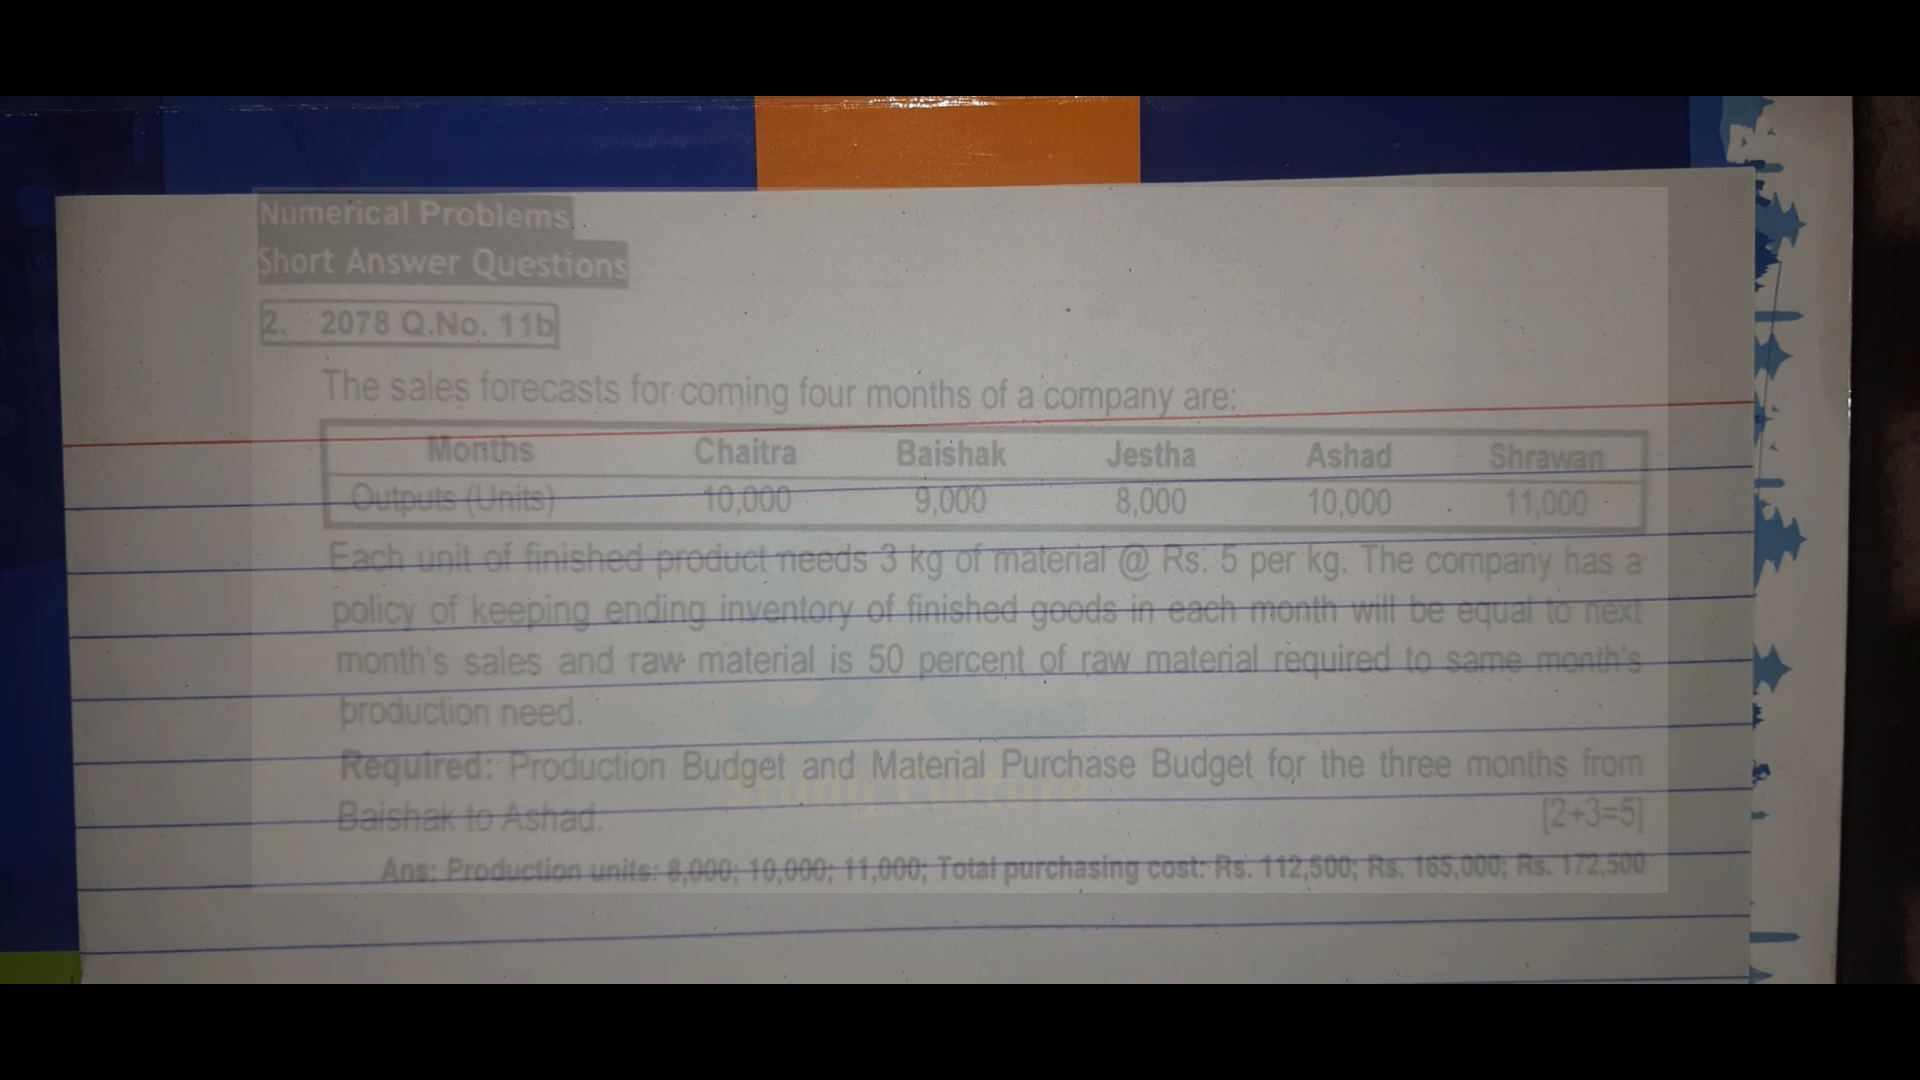 Numerical Problems
Short Answer Questions
2. 2078 Q.No. 11b
The sales forecasts for coming four months of a company are:
Months Chaitra Baishak Jestha Ashad Shrawan
Outputs (Units) 10,000 9,000 8,000 10,000 11,000
Each unit of finished product needs 3 kg of material @ Rs. 5 per kg. The company has a
policy of keeping ending inventory of finished goods in each month will be equal to next
month's sales and raw material is 50 percent of raw material required to same month's
production need.
Required: Production Budget and Material Purchase Budget for the three months from
Baishak to Ashad. [2+3=5]
Ans: Production units: 8,000; 10,000; 11,000; Total purchasing cost: Rs. 112,500; Rs. 165,000; Rs. 172,500
SC
Study Culture